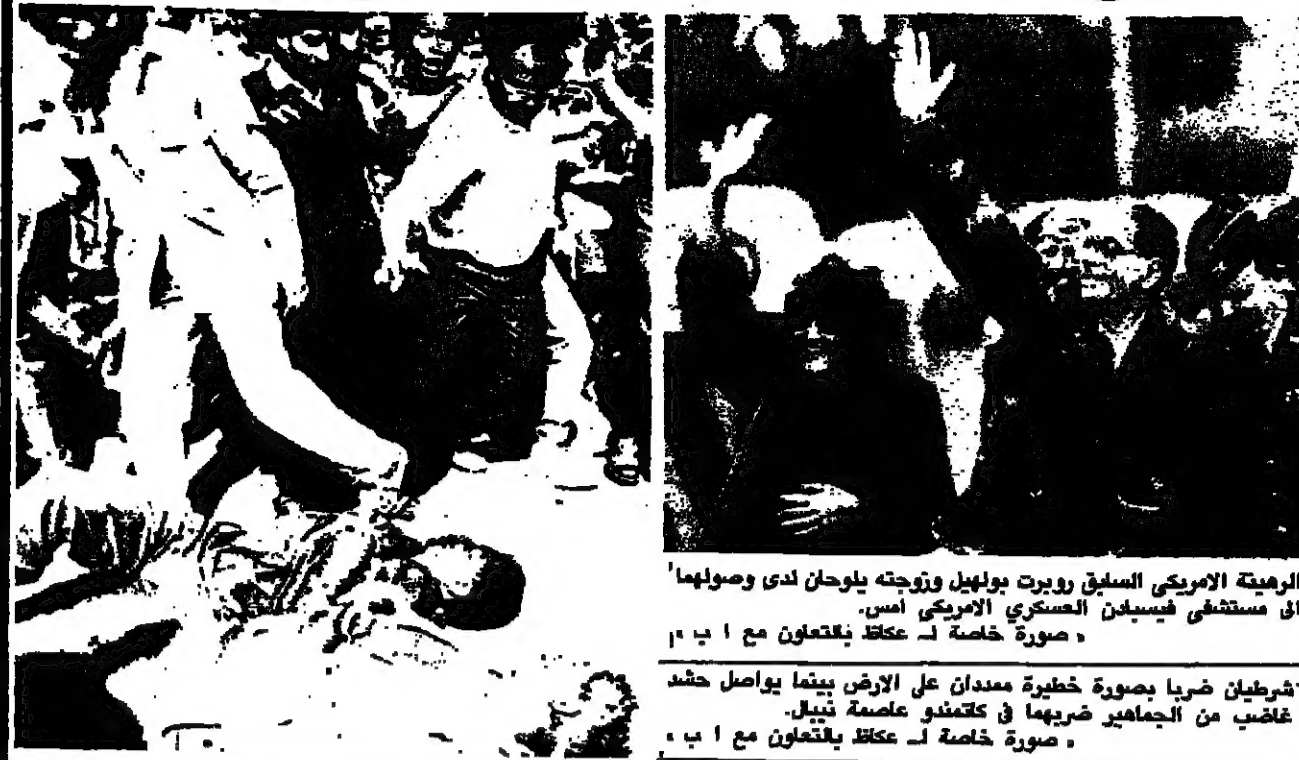 الرهينة الامريكى السابق روبرت بولهيل وزوجته يلوحان لدى وصولهما
الى مستشفى فيسبادن العسكري الامريكى امس.
« صورة خاصة لـ عكاظ بالتعاون مع ا ب »
شرطيان ضربا بصورة خطيرة ممددان على الارض بينما يواصل حشد
غاضب من الجماهير ضربهما في كاتمندو عاصمة نيبال.
« صورة خاصة لـ عكاظ بالتعاون مع ا ب »